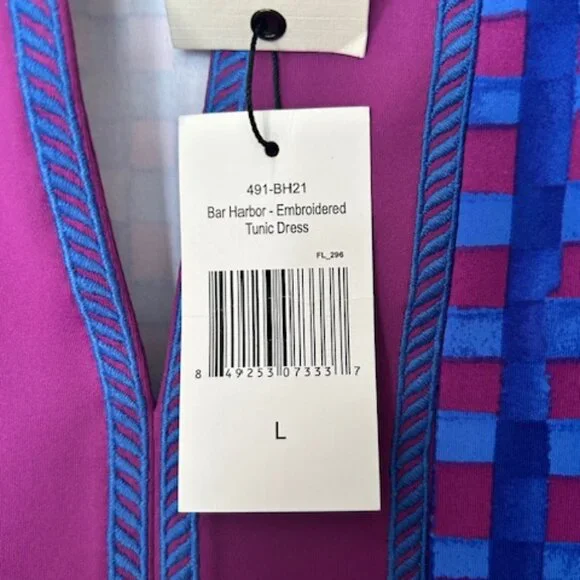 491-BH21
Bar Harbor - Embroidered
Tunic Dress
FL_296
8 49253 07333 7
L